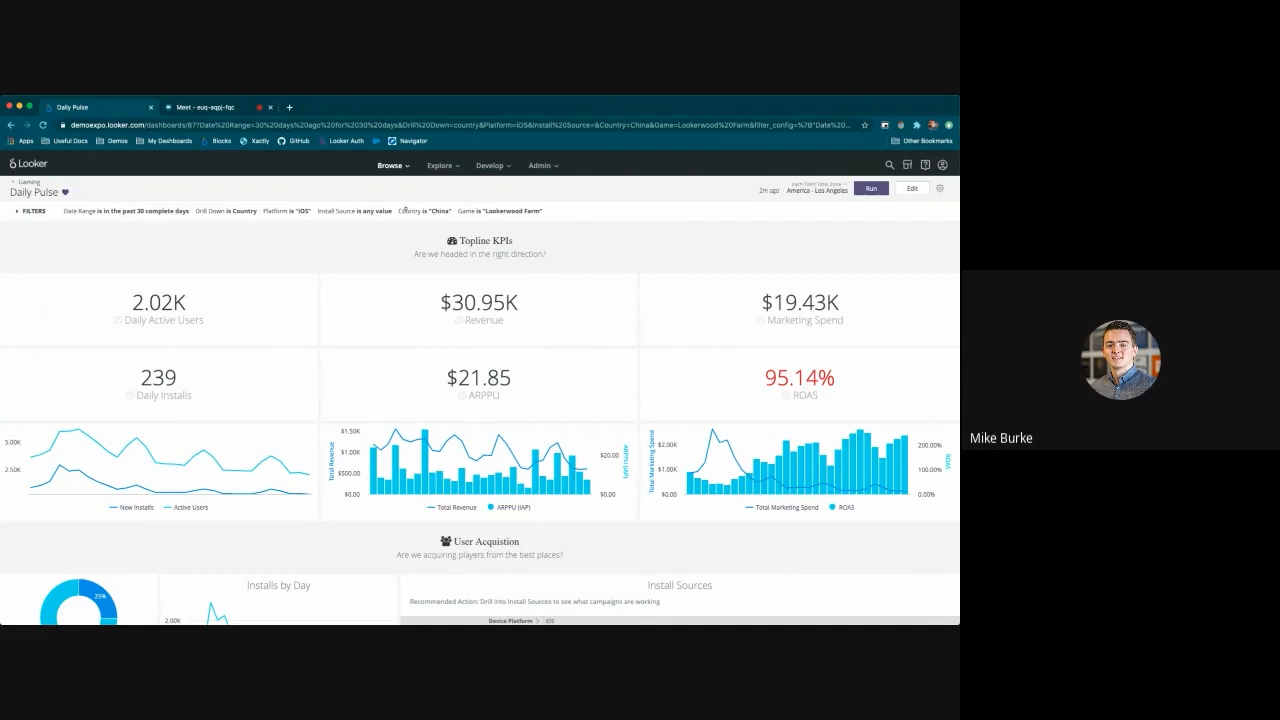 Daily Pulse
Meet - euq-aqpj-fqc
demoexpo.looker.com/dashboards/87?Date%20Range=30%20days%20ago%20for%2030%20days&Drill%20Down=country&Platform=iOS&Install%20Source=&Country=China&Game=Lookerwood%20Farm&filter_config=%7B"Date%20...
Apps Useful Docs Demos My Dashboards Blocks Xactly GitHub Looker Auth Navigator Other Bookmarks
Looker Browse Explore Develop Admin
Gaming
Daily Pulse
2m ago
Each Tile's Time Zone
America - Los Angeles
Run Edit
FILTERS Date Range is in the past 30 complete days Drill Down is Country Platform is "iOS" Install Source is any value Country is "China" Game is "Lookerwood Farm"
Topline KPIs
Are we headed in the right direction?
2.02K
Daily Active Users
$30.95K
Revenue
$19.43K
Marketing Spend
239
Daily Installs
$21.85
ARPPU
95.14%
ROAS
5.00K
2.50K
New Installs Active Users
Total Revenue
$1.50K
$1.00K
$500.00
$0.00
$20.00
$0.00
ARPPU (IAP)
Total Revenue ARPPU (IAP)
Total Marketing Spend
$2.00K
$1.00K
$0.00
200.00%
100.00%
0.00%
ROAS
Total Marketing Spend ROAS
User Acquistion
Are we acquiring players from the best places?
25%
Installs by Day
2.00K
Install Sources
Recommended Action: Drill into Install Sources to see what campaigns are working
Device Platform iOS
Mike Burke